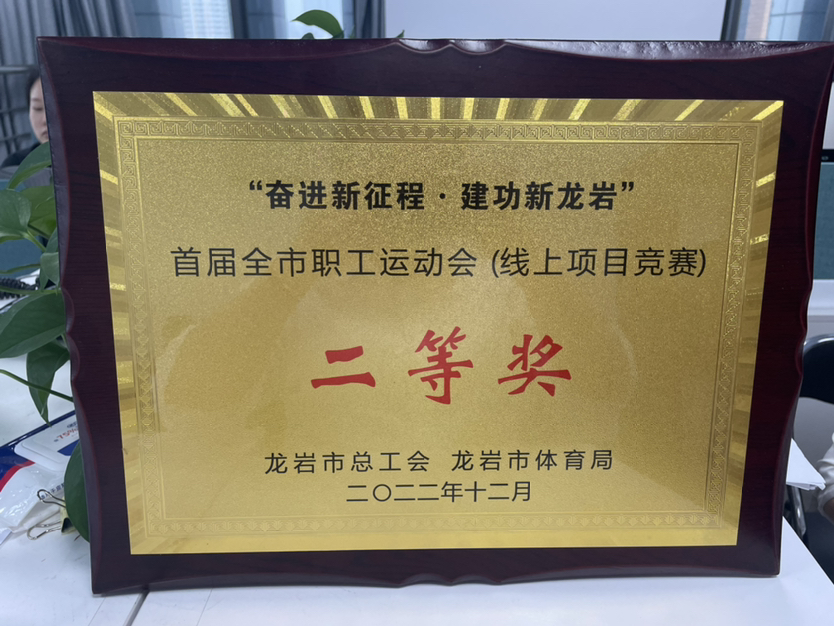 “奋进新征程·建功新龙岩”
首届全市职工运动会(线上项目竞赛)
二等奖
龙岩市总工会 龙岩市体育局
二〇二二年十二月